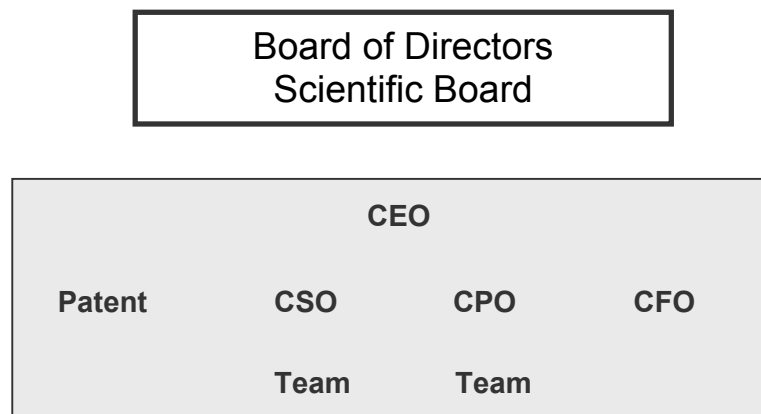 Board of Directors
Scientific Board
CEO
Patent CSO CPO CFO
Team Team